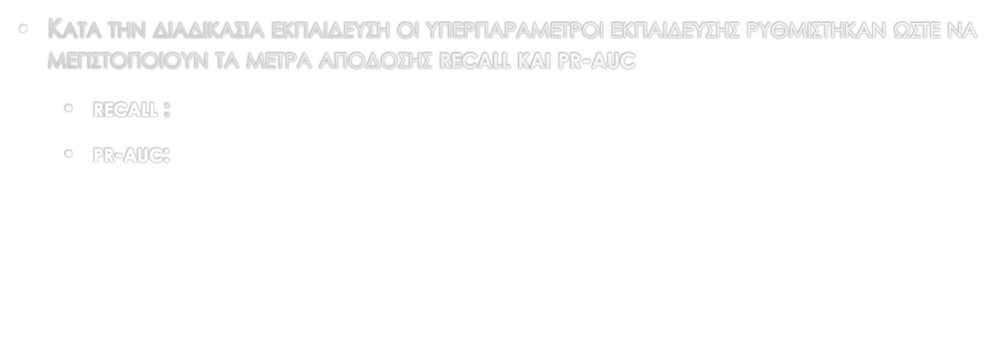 • Κατα την διαδικασια εκπαιδευση οι υπερπαραμετροι εκπαιδευσης ρυθμιστηκαν ωστε να
μεγιστοποιουν τα μετρα αποδοσης recall και pr-auc
• recall :
• pr-auc: